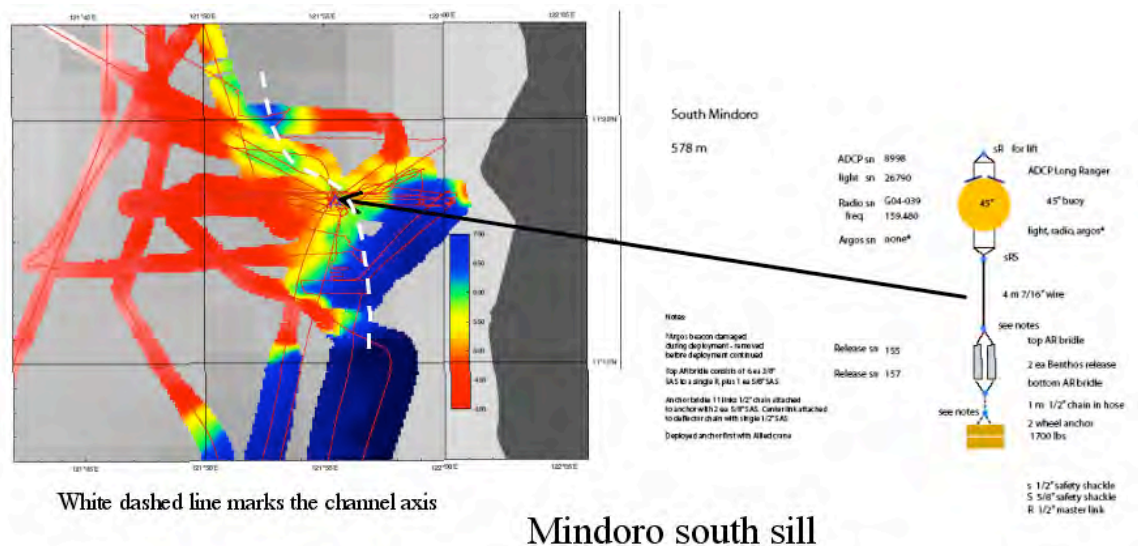 121°50'E
122°00'E
South Mindoro
578 m
ADCP sn 8998
light sn 26790
Radio sn G04-039
freq. 159.480
Argos sn none*
sR for lift
ADCP Long Ranger
45"
45" buoy
light, radio, argos*
sRS
4 m 7/16" wire
see notes
top AR bridle
2 ea Benthos release
bottom AR bridle
1 m 1/2" chain in hose
see notes
2 wheel anchor
1700 lbs
Release sn 155
Release sn 157
Notes
*Argos beacon damaged
during deployment - removed
before deployment continued
Top AR bridle consists of 6 ea 3/8"
SAS to a single R, plus 1 ea 5/8" SAS
Anchor bridle 11 links 1/2" chain attached
to anchor with 2 ea 5/8" SAS. Center link attached
to deflector chain with single 1/2" SAS
Deployed anchor first with Allied crane
s 1/2" safety shackle
S 5/8" safety shackle
R 1/2" master link
White dashed line marks the channel axis
Mindoro south sill